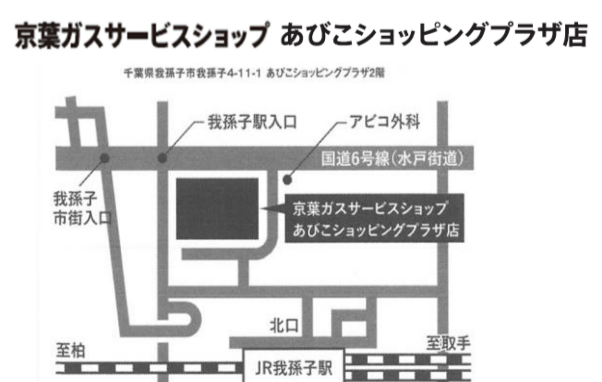 京葉ガスサービスショップ あびこショッピングプラザ店
千葉県我孫子市我孫子4-11-1 あびこショッピングプラザ2階
我孫子駅入口
アビコ外科
国道6号線(水戸街道)
我孫子
市街入口
京葉ガスサービスショップ
あびこショッピングプラザ店
北口
至柏
至取手
JR我孫子駅